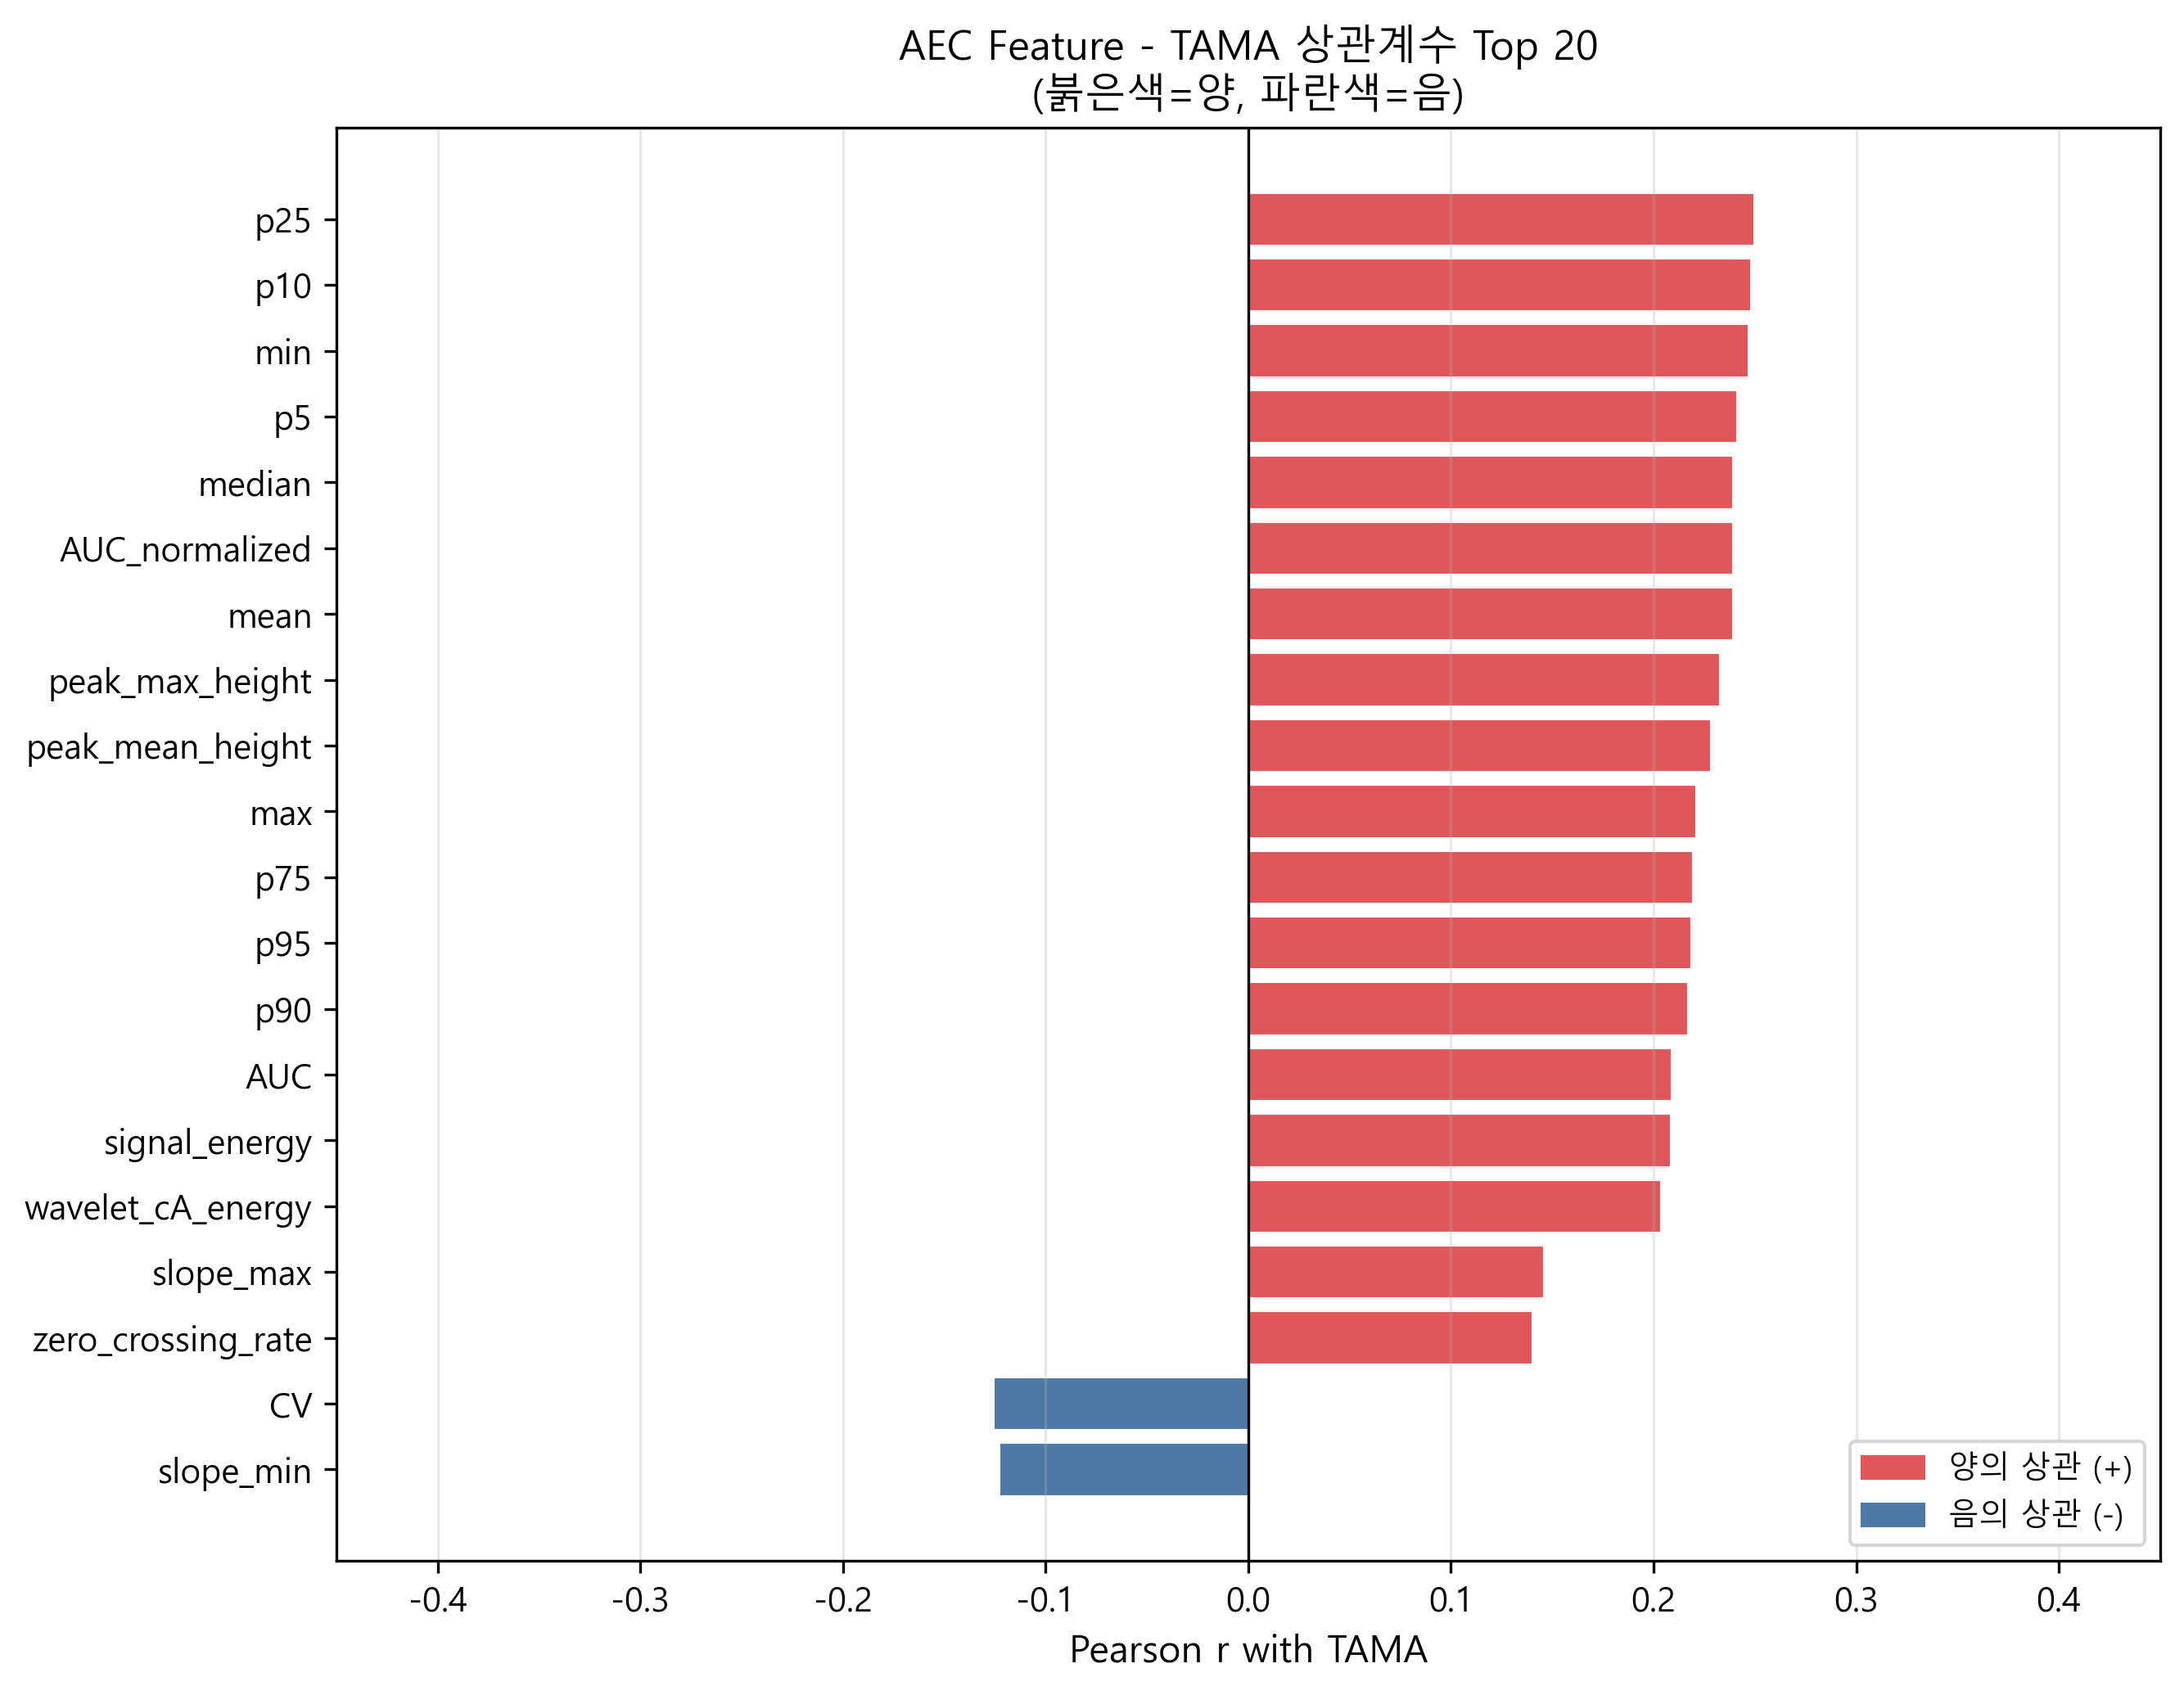 AEC Feature - TAMA 상관계수 Top 20
(붉은색=양, 파란색=음)
p25
p10
min
p5
median
AUC_normalized
mean
peak_max_height
peak_mean_height
max
p75
p95
p90
AUC
signal_energy
wavelet_cA_energy
slope_max
zero_crossing_rate
CV
slope_min
양의 상관 (+)
음의 상관 (-)
-0.4 -0.3 -0.2 -0.1 0.0 0.1 0.2 0.3 0.4
Pearson r with TAMA